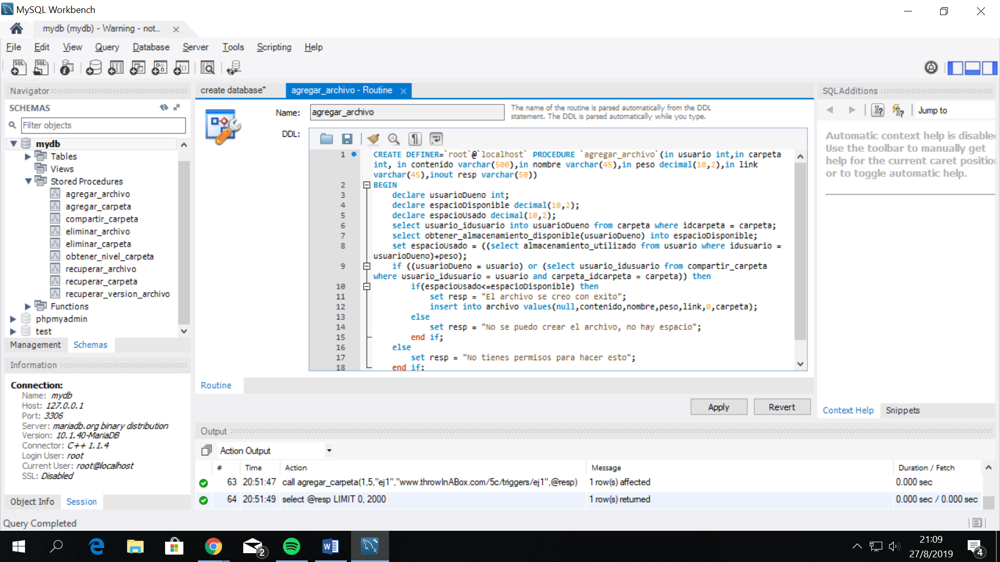 MySQL Workbench
mydb (mydb) - Warning - not...
File Edit View Query Database Server Tools Scripting Help
Navigator
SCHEMAS
Filter objects
mydb
Tables
Views
Stored Procedures
agregar_archivo
agregar_carpeta
compartir_carpeta
eliminar_archivo
eliminar_carpeta
obtener_nivel_carpeta
recuperar_archivo
recuperar_carpeta
recuperar_version_archivo
Functions
phpmyadmin
test
Management Schemas
Information
Connection:
Name: mydb
Host: 127.0.0.1
Port: 3306
Server: mariadb.org binary distribution
Version: 10.1.40-MariaDB
Connector: C++ 1.1.4
Login User: root
Current User: root@localhost
SSL: Disabled
Object Info Session
Query Completed
create database* agregar_archivo - Routine
Name: agregar_archivo
The name of the routine is parsed automatically from the DDL
statement. The DDL is parsed automatically while you type.
DDL:
1 CREATE DEFINER=`root`@`localhost` PROCEDURE `agregar_archivo`(in usuario int,in carpeta
int, in contenido varchar(500),in nombre varchar(45),in peso decimal(10,2),in link
varchar(45),inout resp varchar(50))
2 BEGIN
3 declare usuarioDueno int;
4 declare espacioDisponible decimal(10,2);
5 declare espacioUsado decimal(10,2);
6 select usuario_idusuario into usuarioDueno from carpeta where idcarpeta = carpeta;
7 select obtener_almacenamiento_disponible(usuarioDueno) into espacioDisponible;
8 set espacioUsado = ((select almacenamiento_utilizado from usuario where idusuario =
usuarioDueno)+peso);
9 if ((usuarioDueno = usuario) or (select usuario_idusuario from compartir_carpeta
where usuario_idusuario = usuario and carpeta_idcarpeta = carpeta)) then
10 if(espacioUsado<=espacioDisponible) then
11 set resp = "El archivo se creo con exito";
12 insert into archivo values(null,contenido,nombre,peso,link,0,carpeta);
13 else
14 set resp = "No se puedo crear el archivo, no hay espacio";
15 end if;
16 else
17 set resp = "No tienes permisos para hacer esto";
18 end if;
Routine
Apply Revert
Output
Action Output
# Time Action Message Duration / Fetch
63 20:51:47 call agregar_carpeta(1,5,"ej1","www.throwInABox.com/5c/triggers/ej1",@resp) 1 row(s) affected 0.000 sec
64 20:51:49 select @resp LIMIT 0, 2000 1 row(s) returned 0.000 sec / 0.000 sec
SQLAdditions
Jump to
Automatic context help is disable
Use the toolbar to manually get
help for the current caret position
or to toggle automatic help.
Context Help Snippets
2
21:09
27/8/2019
4